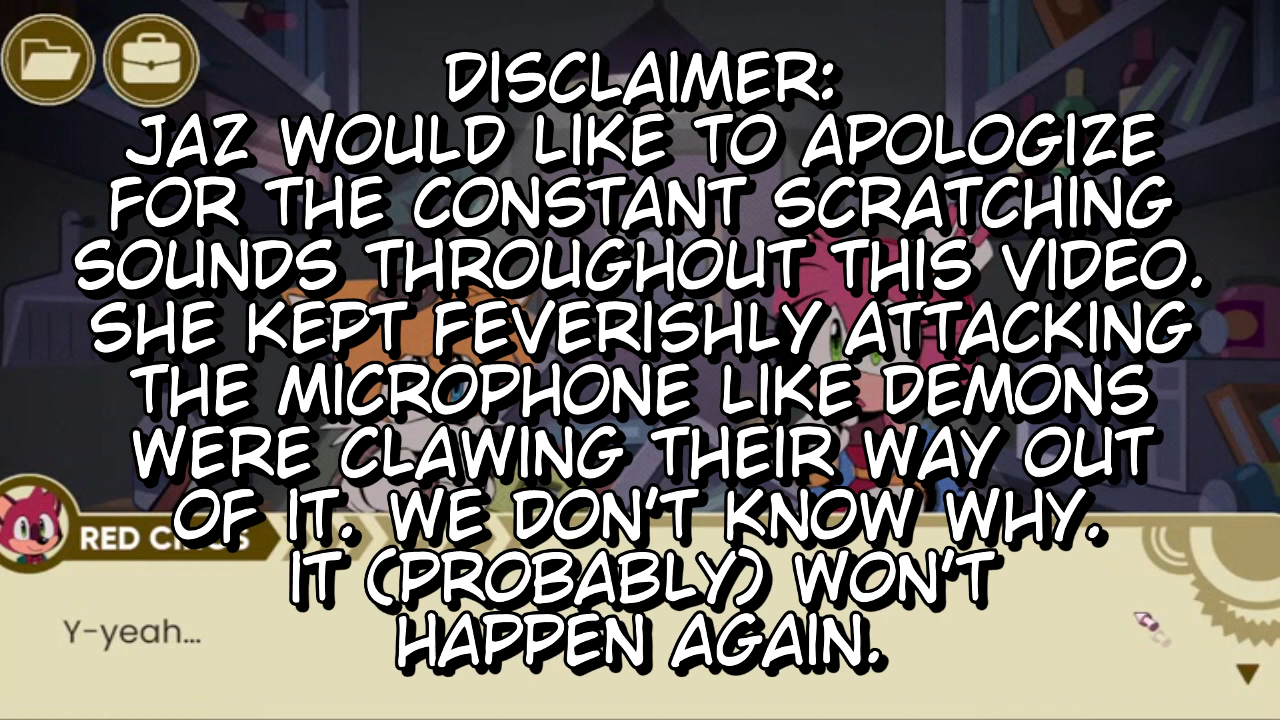 DISCLAIMER:
JAZ WOULD LIKE TO APOLOGIZE
FOR THE CONSTANT SCRATCHING
SOUNDS THROUGHOUT THIS VIDEO.
SHE KEPT FEVERISHLY ATTACKING
THE MICROPHONE LIKE DEMONS
WERE CLAWING THEIR WAY OUT
OF IT. WE DON'T KNOW WHY.
IT (PROBABLY) WON'T
HAPPEN AGAIN.
RED
Y-yeah...